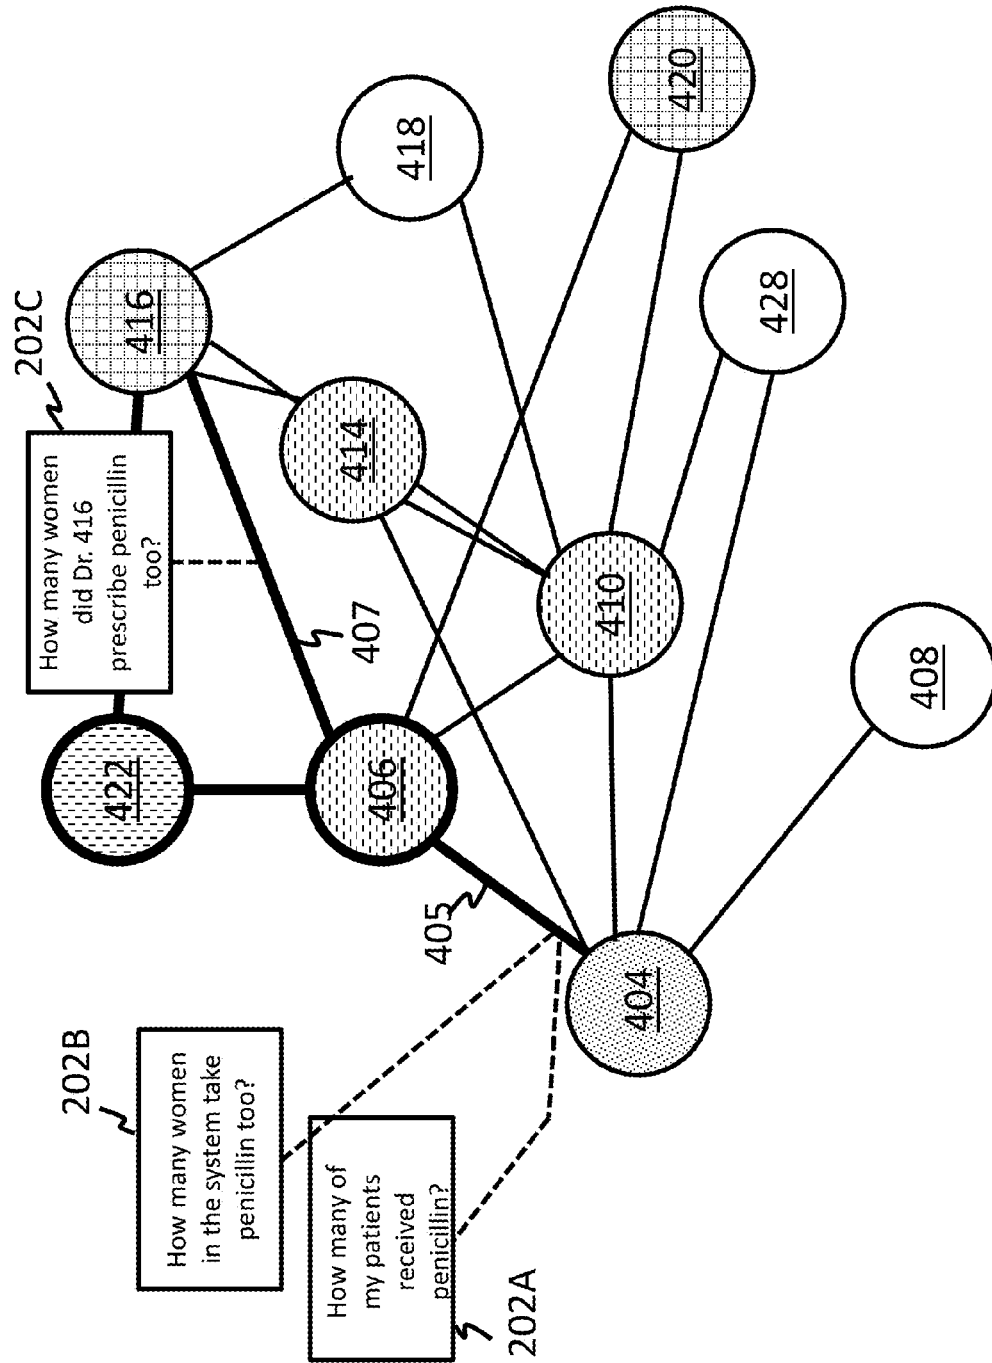 202B
How many women
in the system take
penicillin too?
How many of
my patients
received
penicillin?
202A
202C
How many women
did Dr. 416
prescribe penicillin
too?
422
416
407
406
414
418
405
404
410
420
428
408